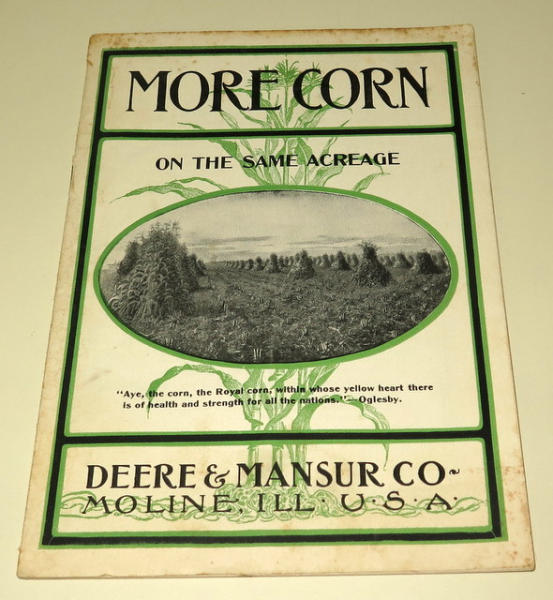 MORE CORN
ON THE SAME ACREAGE
"Aye, the corn, the Royal corn, within whose yellow heart there
is of health and strength for all the nations."—Oglesby.
DEERE & MANSUR CO~
MOLINE, ILL. U·S·A·